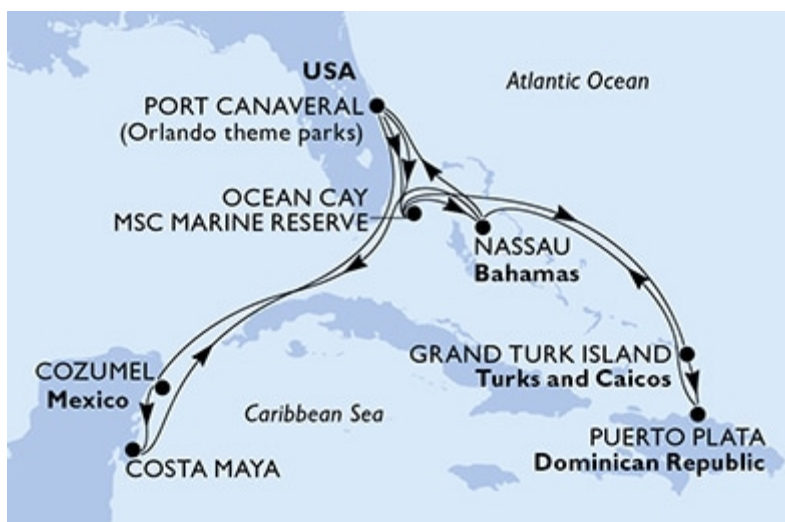 USA
Atlantic Ocean
PORT CANAVERAL
(Orlando theme parks)
OCEAN CAY
MSC MARINE RESERVE
NASSAU
Bahamas
GRAND TURK ISLAND
Turks and Caicos
COZUMEL
Mexico
Caribbean Sea
PUERTO PLATA
Dominican Republic
COSTA MAYA